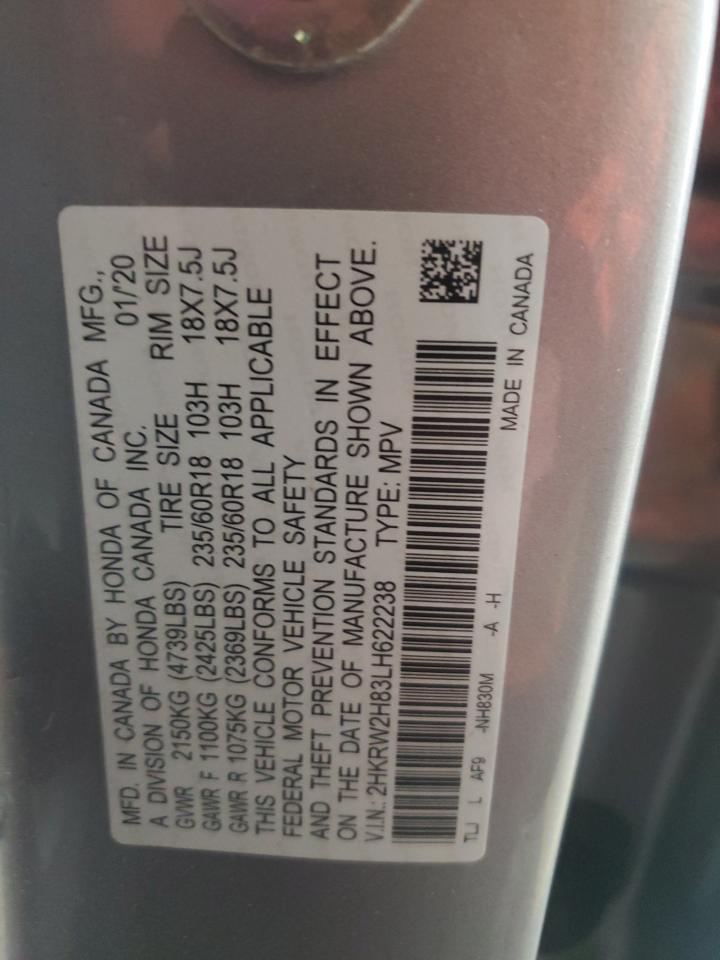 MFD. IN CANADA BY HONDA OF CANADA MFG.,
A DIVISION OF HONDA CANADA INC. 01/'20
GVWR 2150KG (4739LBS) TIRE SIZE RIM SIZE
GAWR F 1100KG (2425LBS) 235/60R18 103H 18X7.5J
GAWR R 1075KG (2369LBS) 235/60R18 103H 18X7.5J
THIS VEHICLE CONFORMS TO ALL APPLICABLE
FEDERAL MOTOR VEHICLE SAFETY
AND THEFT PREVENTION STANDARDS IN EFFECT
ON THE DATE OF MANUFACTURE SHOWN ABOVE.
V.I.N.: 2HKRW2H83LH622238 TYPE: MPV
TLJ L AF9 -NH830M -A -H
MADE IN CANADA